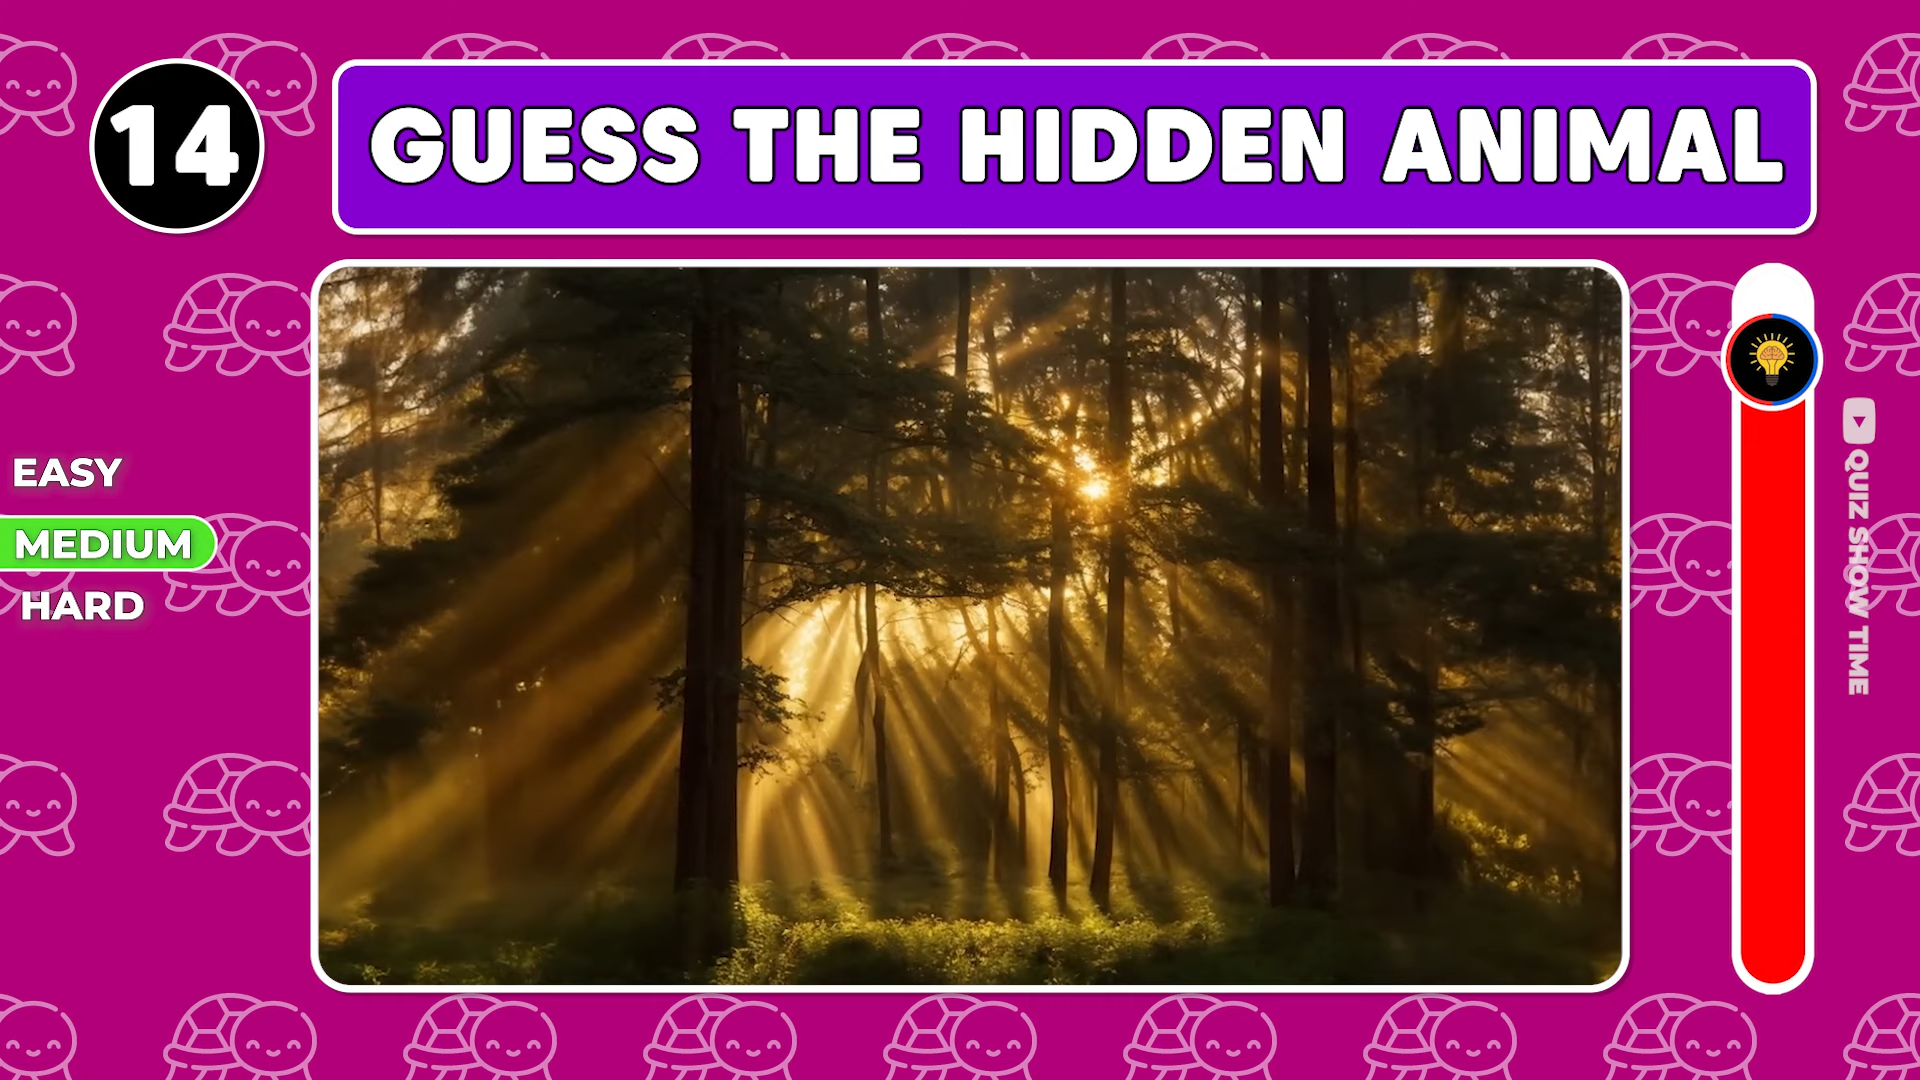 14
GUESS THE HIDDEN ANIMAL
EASY
MEDIUM
HARD
QUIZ SHOW TIME